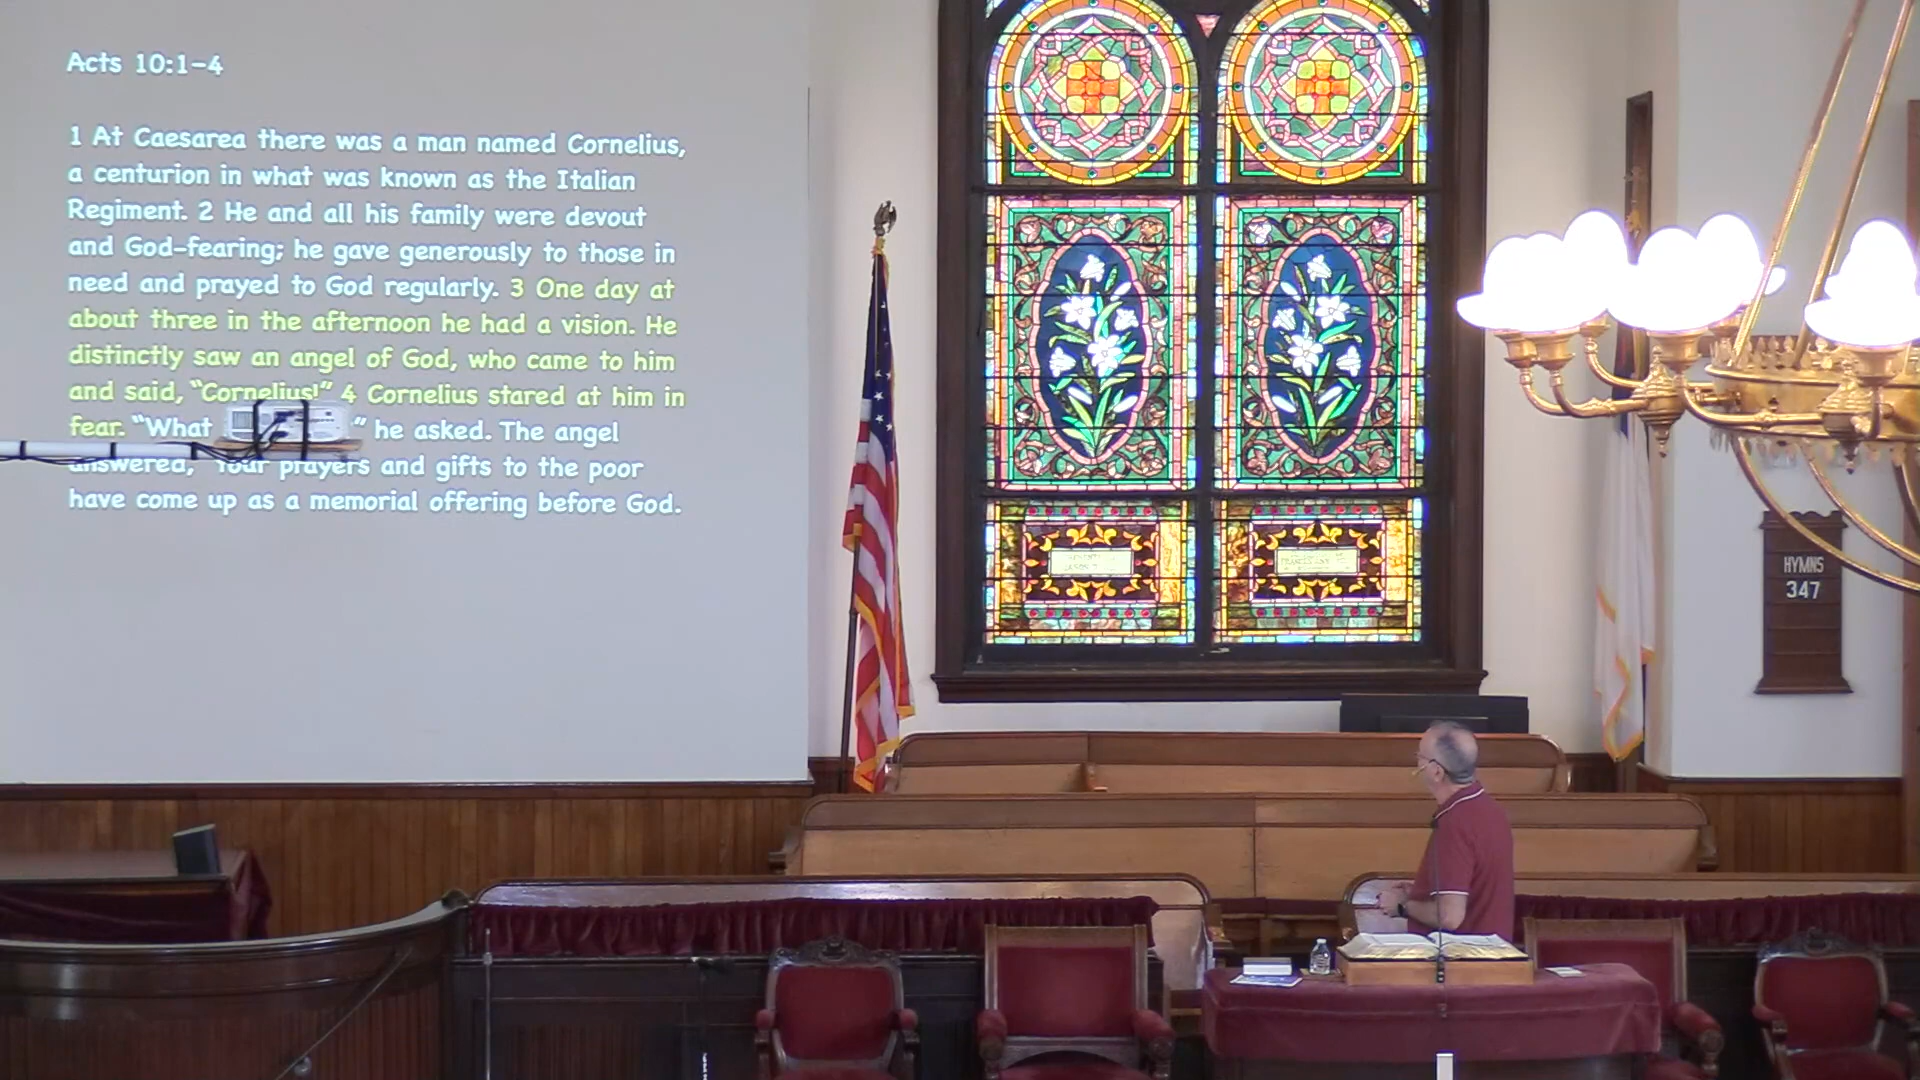 Acts 10:1-4
1 At Caesarea there was a man named Cornelius,
a centurion in what was known as the Italian
Regiment. 2 He and all his family were devout
and God-fearing; he gave generously to those in
need and prayed to God regularly. 3 One day at
about three in the afternoon he had a vision. He
distinctly saw an angel of God, who came to him
and said, “Cornelius!” 4 Cornelius stared at him in
fear. “What ” he asked. The angel
answered, “Your prayers and gifts to the poor
have come up as a memorial offering before God.
HYMNS
347